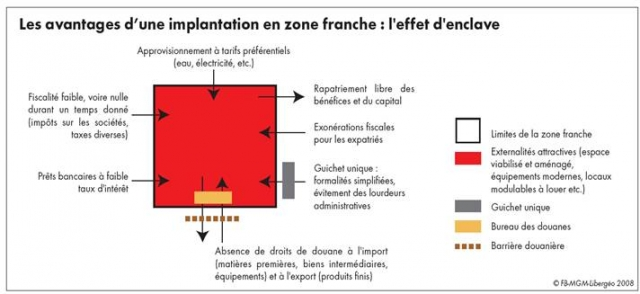 Les avantages d'une implantation en zone franche : l'effet d'enclave
Approvisionnement à tarifs préférentiels
(eau, électricité, etc.)
Fiscalité faible, voire nulle
durant un temps donné
(impôts sur les sociétés,
taxes diverses)
Rapatriement libre des
bénéfices et du capital
Exonérations fiscales
pour les expatriés
Prêts bancaires à faible
taux d'intérêt
Guichet unique :
formalités simplifiées,
évitement des lourdeurs
administratives
Absence de droits de douane à l'import
(matières premières, biens intermédiaires,
équipements) et à l'export (produits finis)
Limites de la zone franche
Externalités attractives (espace
viabilisé et aménagé,
équipements modernes, locaux
modulables à louer etc.)
Guichet unique
Bureau des douanes
Barrière douanière
© FB-MGM-Libergéo 2008